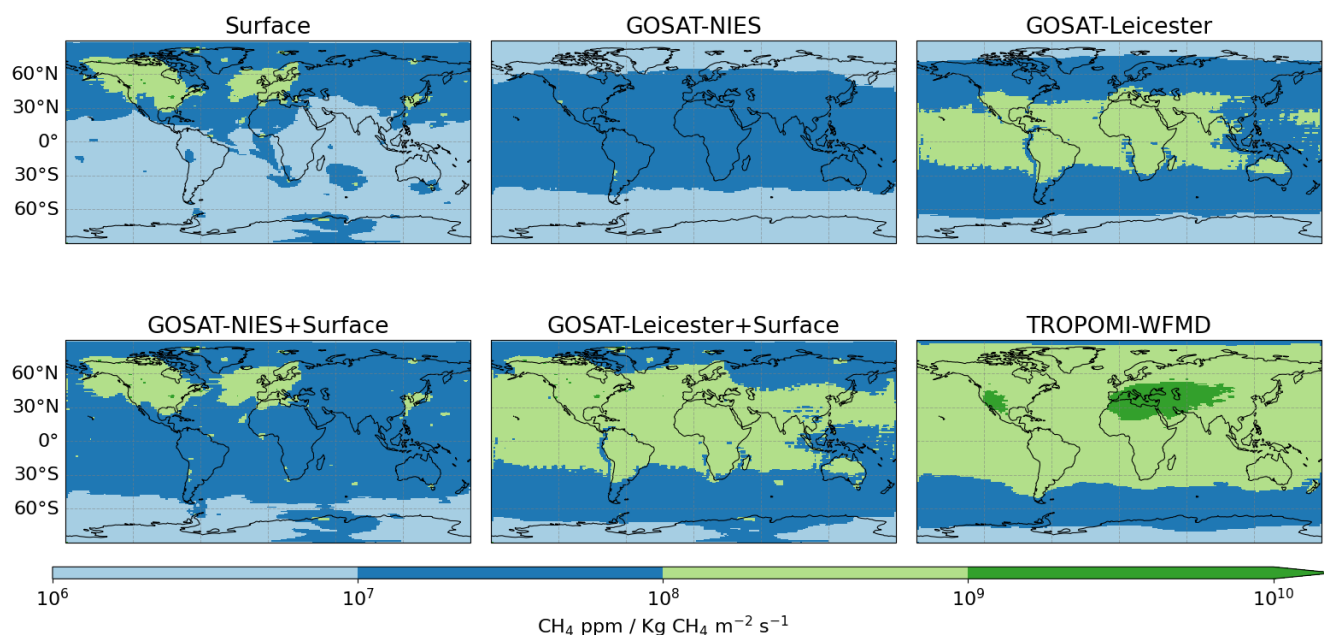 Surface GOSAT-NIES GOSAT-Leicester
60°N
30°N
0°
30°S
60°S
GOSAT-NIES+Surface GOSAT-Leicester+Surface TROPOMI-WFMD
60°N
30°N
0°
30°S
60°S
10⁶ 10⁷ 10⁸ 10⁹ 10¹⁰
CH₄ ppm / Kg CH₄ m⁻² s⁻¹